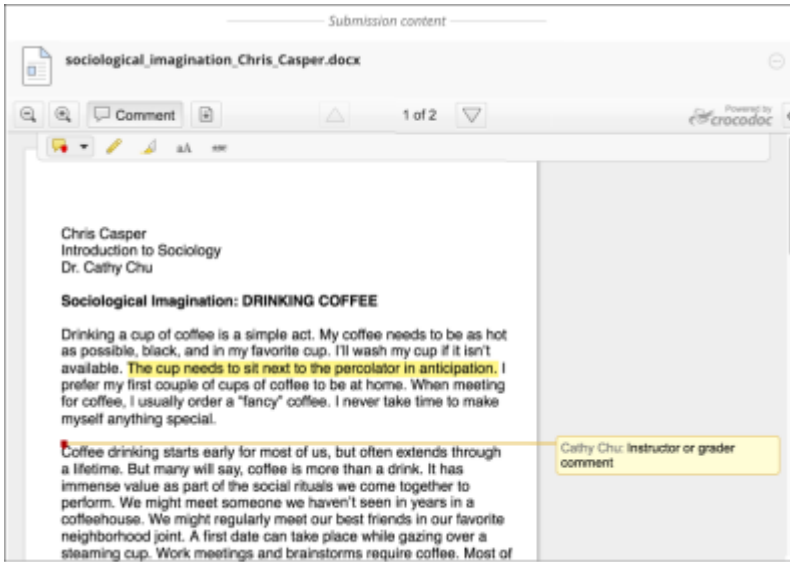 Submission content
sociological_imagination_Chris_Casper.docx
Comment
1 of 2
Powered by
crocodoc
aA
abc
Chris Casper
Introduction to Sociology
Dr. Cathy Chu
Sociological Imagination: DRINKING COFFEE
Drinking a cup of coffee is a simple act. My coffee needs to be as hot
as possible, black, and in my favorite cup. I'll wash my cup if it isn't
available. The cup needs to sit next to the percolator in anticipation. I
prefer my first couple of cups of coffee to be at home. When meeting
for coffee, I usually order a "fancy" coffee. I never take time to make
myself anything special.
Coffee drinking starts early for most of us, but often extends through
a lifetime. But many will say, coffee is more than a drink. It has
immense value as part of the social rituals we come together to
perform. We might meet someone we haven't seen in years in a
coffeehouse. We might regularly meet our best friends in our favorite
neighborhood joint. A first date can take place while gazing over a
steaming cup. Work meetings and brainstorms require coffee. Most of
Cathy Chu: Instructor or grader
comment